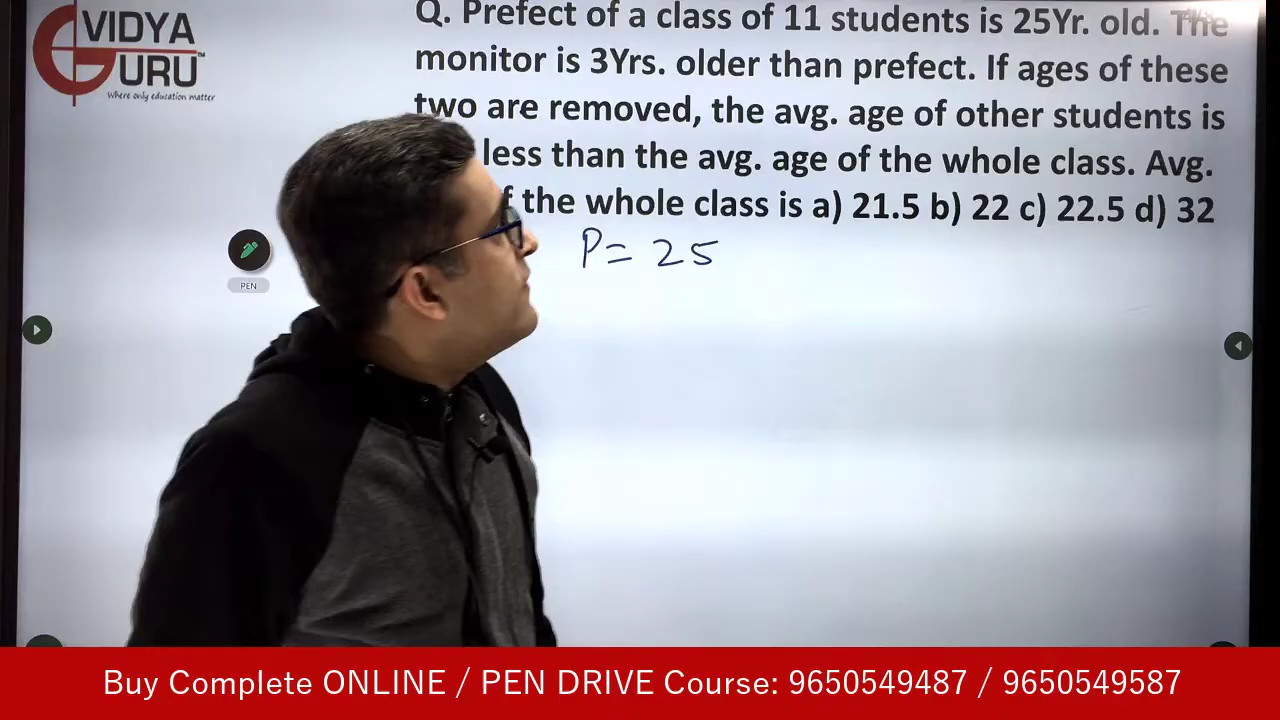 VIDYA
GURU
TM
Where only education matter
Q. Prefect of a class of 11 students is 25Yr. old. The
monitor is 3Yrs. older than prefect. If ages of these
two are removed, the avg. age of other students is
less than the avg. age of the whole class. Avg.
f the whole class is a) 21.5 b) 22 c) 22.5 d) 32
P= 25
PEN
Buy Complete ONLINE / PEN DRIVE Course: 9650549487 / 9650549587